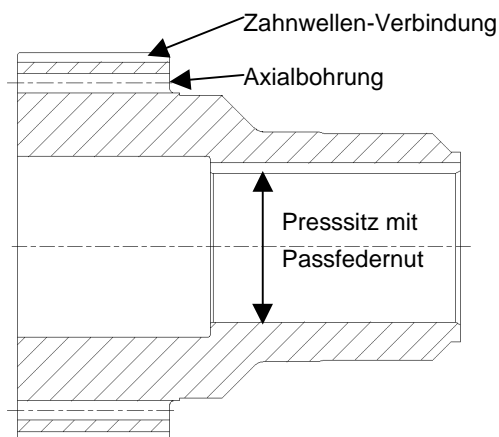 Zahnwellen-Verbindung
Axialbohrung
Presssitz mit
Passfedernut